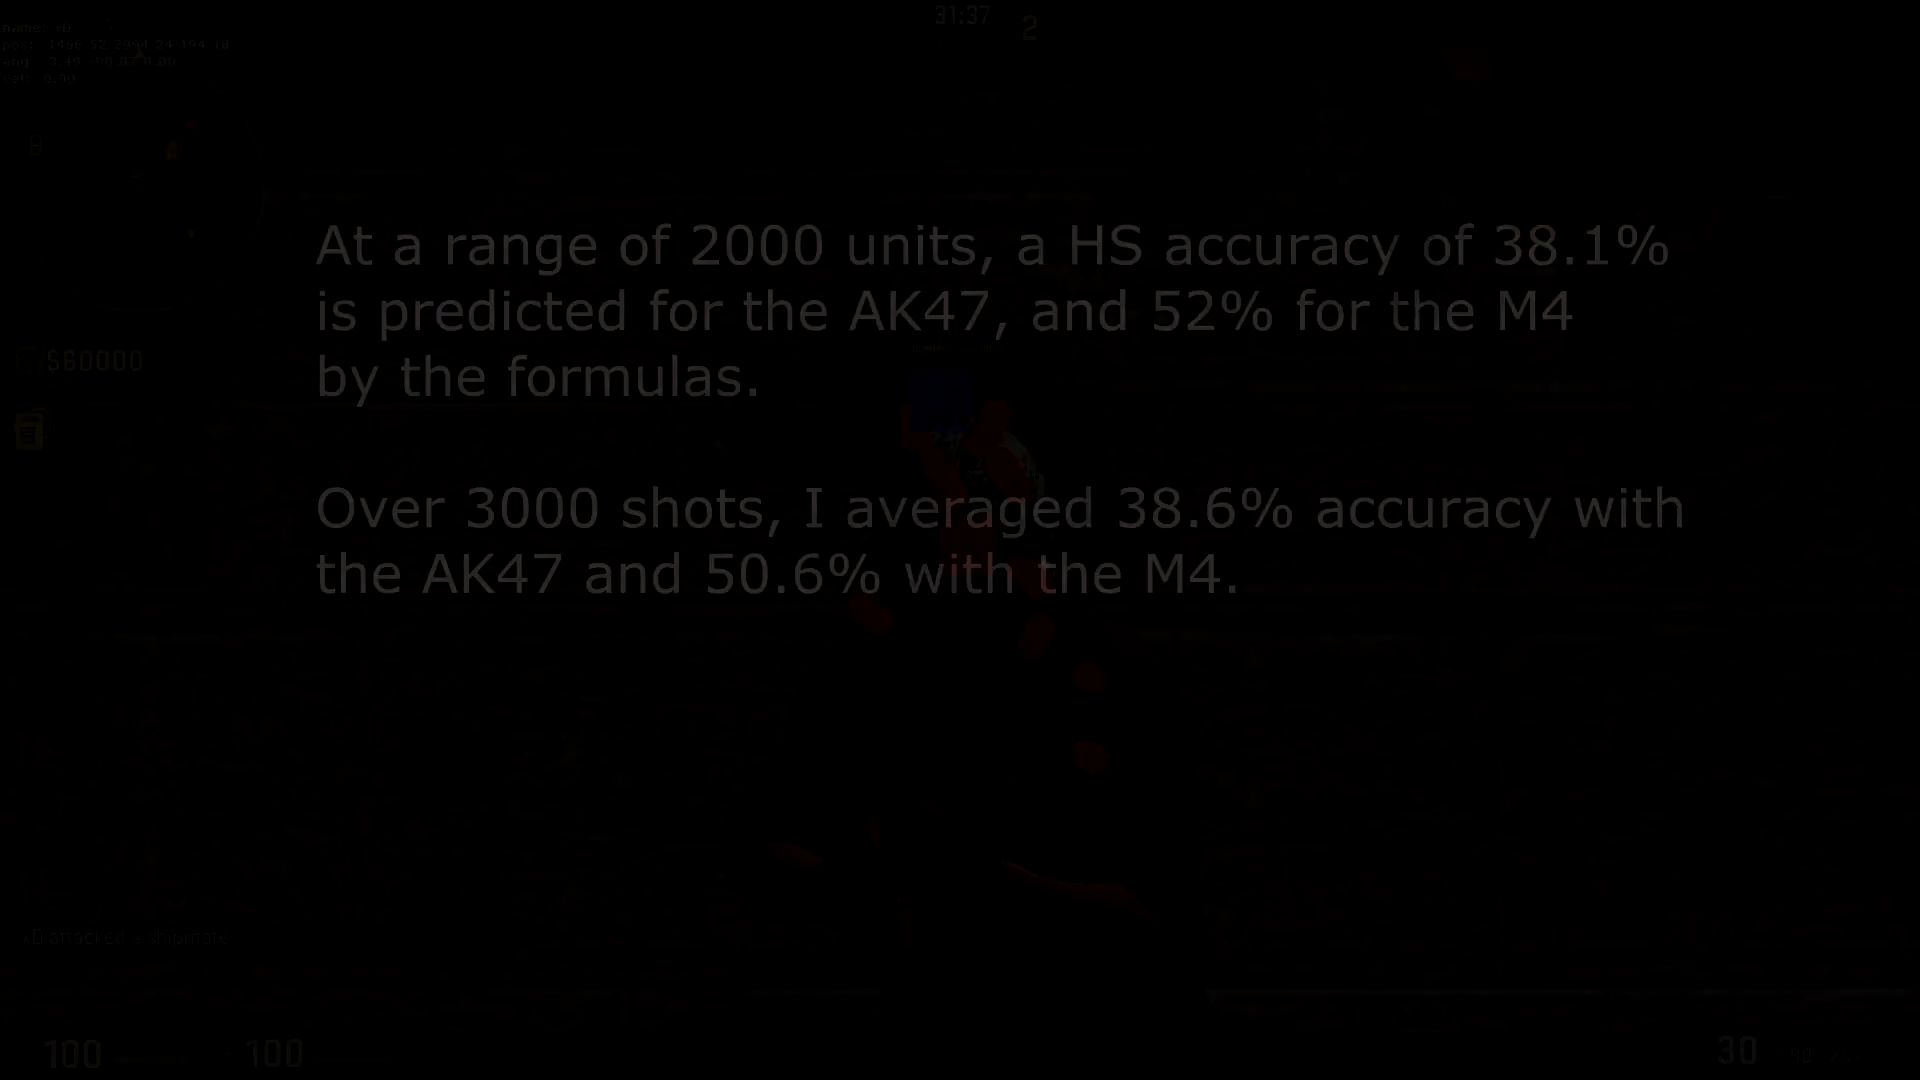 31:37
2
$60000
At a range of 2000 units, a HS accuracy of 38.1%
is predicted for the AK47, and 52% for the M4
by the formulas.
Over 3000 shots, I averaged 38.6% accuracy with
the AK47 and 50.6% with the M4.
attacked a
100
100
30